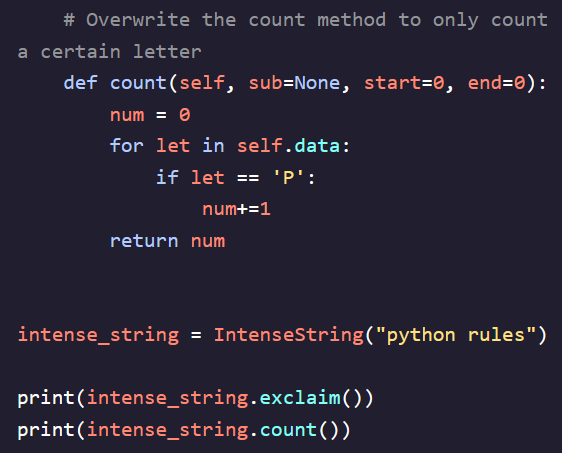 # Overwrite the count method to only count
a certain letter
    def count(self, sub=None, start=0, end=0):
        num = 0
        for let in self.data:
            if let == 'P':
                num+=1
        return num


intense_string = IntenseString("python rules")

print(intense_string.exclaim())
print(intense_string.count())